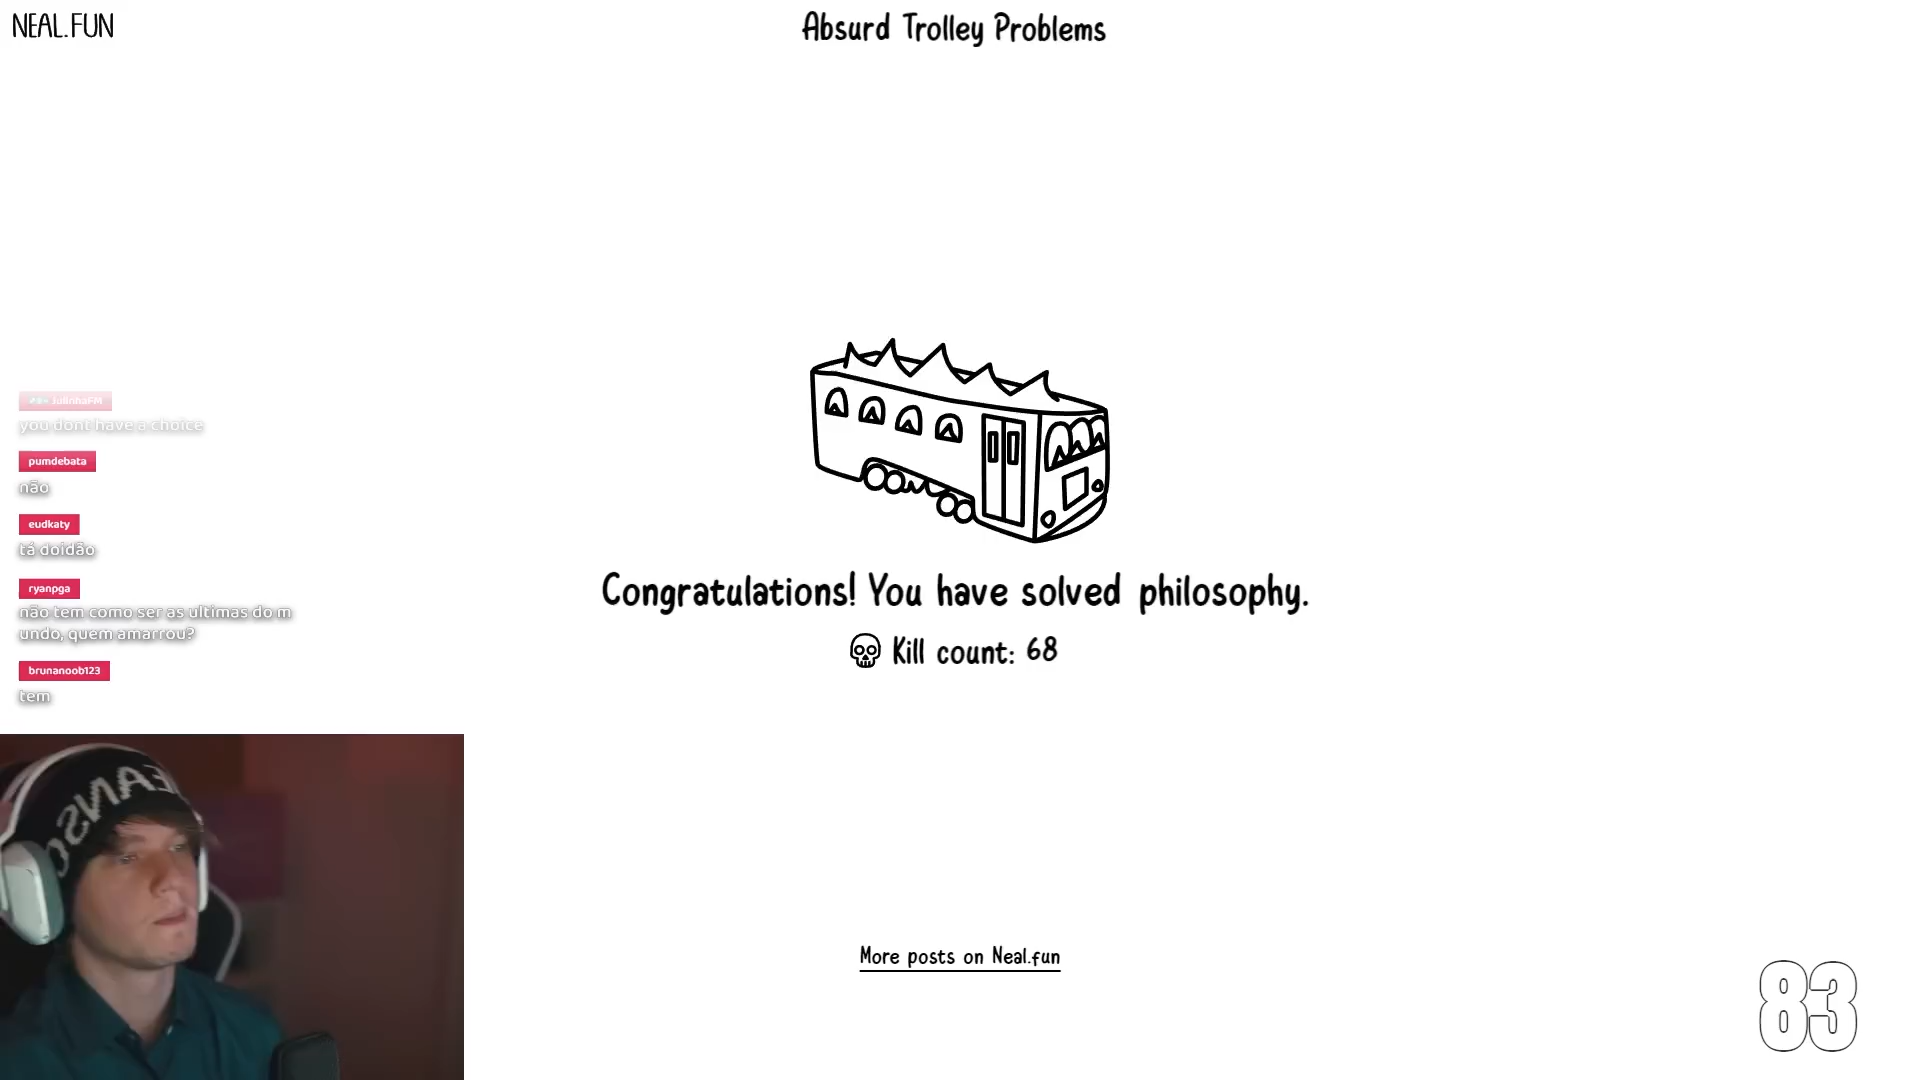 NEAL.FUN
Absurd Trolley Problems
JulinhaFM
you dont have a choice
pumdebata
não
eudkaty
tá doidão
ryanpga
não tem como ser as ultimas do m
undo, quem amarrou?
brunanoob123
tem
Congratulations! You have solved philosophy.
Kill count: 68
More posts on Neal.fun
83